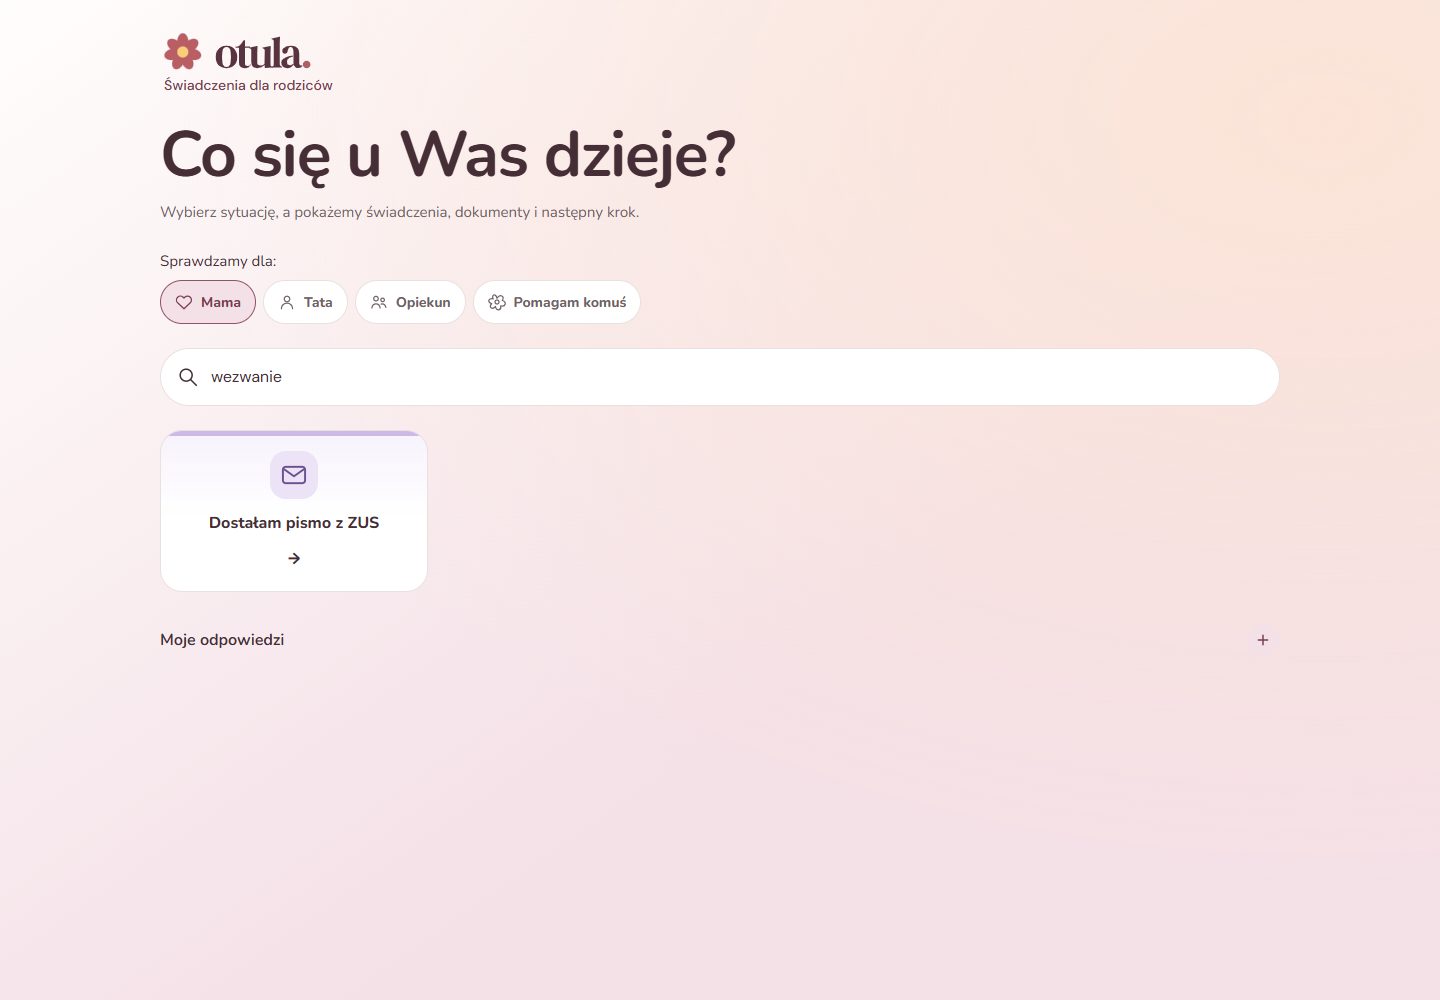 otula.
Świadczenia dla rodziców
Co się u Was dzieje?
Wybierz sytuację, a pokażemy świadczenia, dokumenty i następny krok.
Sprawdzamy dla:
Mama
Tata
Opiekun
Pomagam komuś
wezwanie
Dostałam pismo z ZUS
→
Moje odpowiedzi
+